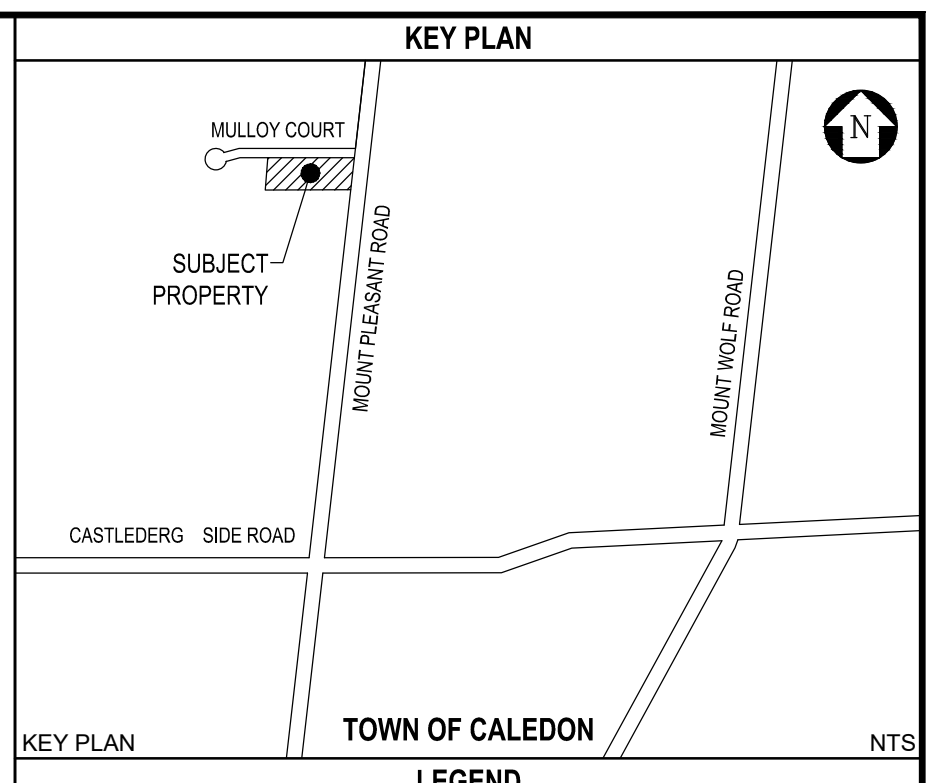 KEY PLAN
MULLOY COURT
N
SUBJECT
PROPERTY
MOUNT PLEASANT ROAD
MOUNT WOLF ROAD
CASTLEDERG SIDE ROAD
TOWN OF CALEDON
KEY PLAN
NTS
LEGEND